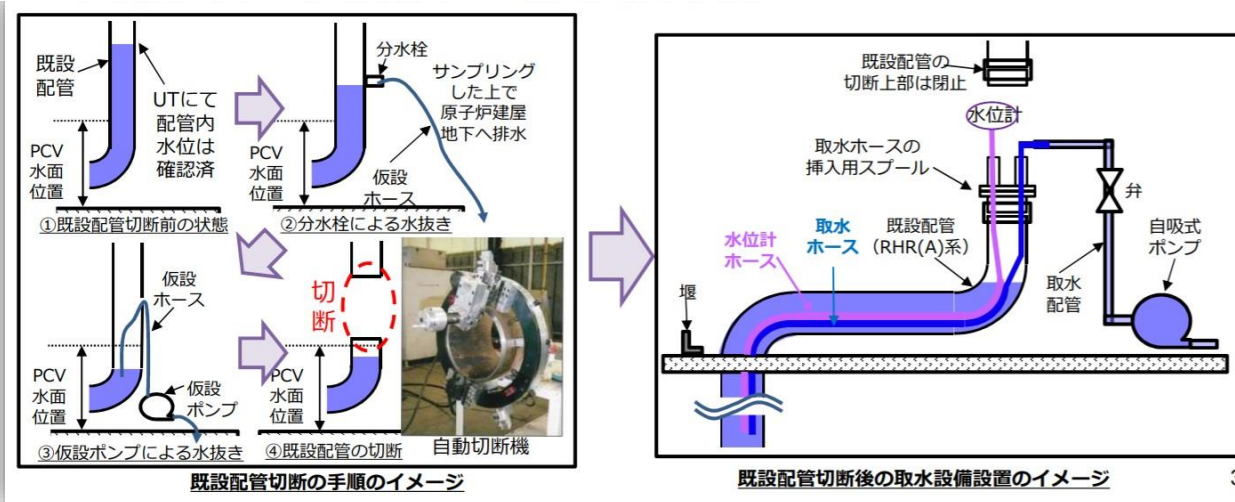 既設
配管
UTにて
配管内
水位は
確認済
PCV
水面
位置
①既設配管切断前の状態
分水栓
サンプリング
した上で
原子炉建屋
地下へ排水
PCV
水面
位置
仮設
ホース
②分水栓による水抜き
仮設
ホース
PCV
水面
位置
仮設
ポンプ
③仮設ポンプによる水抜き
切
断
PCV
水面
位置
④既設配管の切断
自動切断機
既設配管切断の手順のイメージ
既設配管の
切断上部は閉止
水位計
取水ホースの
挿入用スプール
弁
既設配管
（RHR(A)系）
自吸式
ポンプ
水位計
ホース
取水
ホース
取水
配管
堰
既設配管切断後の取水設備設置のイメージ